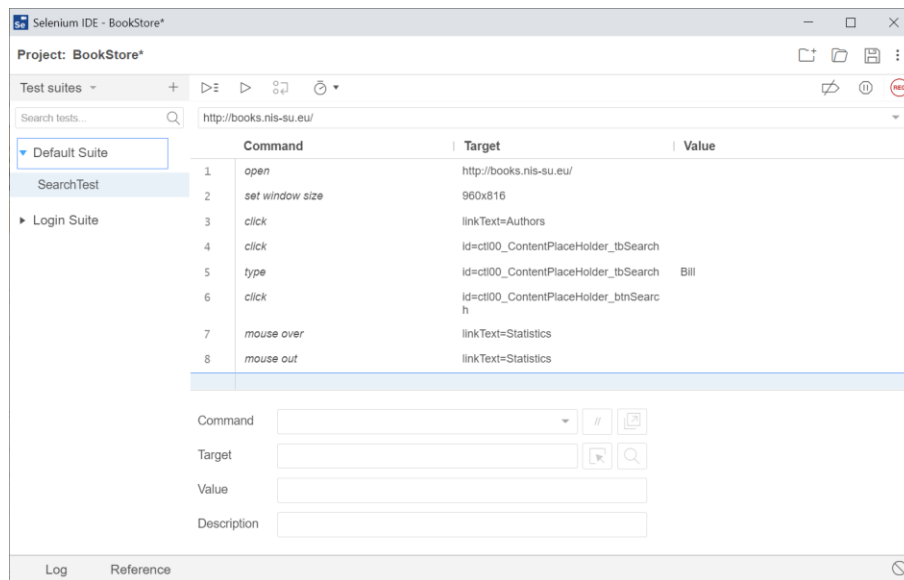 Se Selenium IDE - BookStore*
Project: BookStore*
Test suites
Search tests...
http://books.nis-su.eu/
REC
Default Suite
SearchTest
Login Suite
Command Target Value
1 open http://books.nis-su.eu/
2 set window size 960x816
3 click linkText=Authors
4 click id=ctl00_ContentPlaceHolder_tbSearch
5 type id=ctl00_ContentPlaceHolder_tbSearch Bill
6 click id=ctl00_ContentPlaceHolder_btnSearc
h
7 mouse over linkText=Statistics
8 mouse out linkText=Statistics
Command //
Target
Value
Description
Log Reference